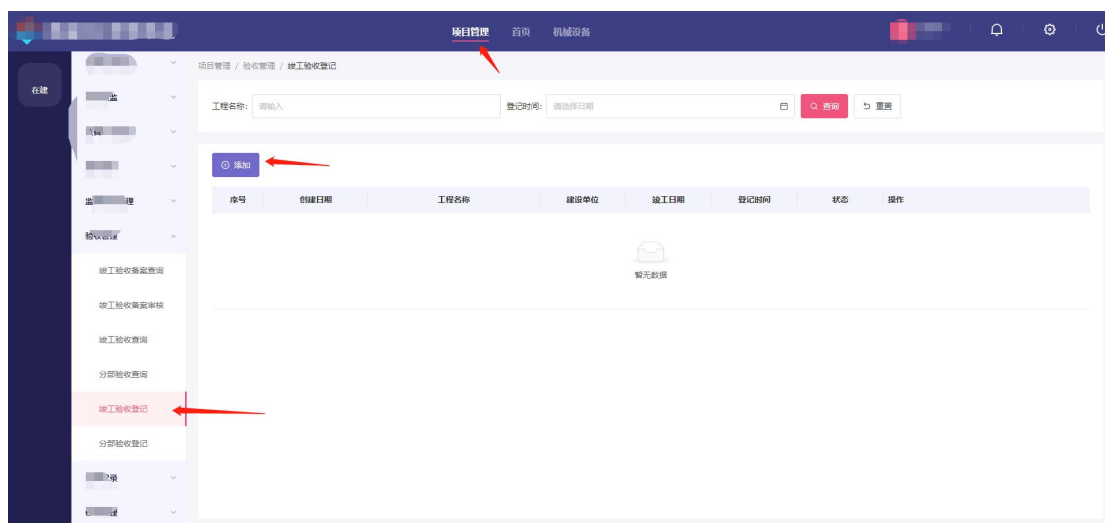 项目管理 首页 机械设备
在建
项目管理 / 验收管理 / 竣工验收登记
工程名称: 请输入 登记时间: 请选择日期 查询 重置
添加
序号 创建日期 工程名称 建设单位 竣工日期 登记时间 状态 操作
暂无数据
验收管理
竣工验收备案查询
竣工验收备案审核
竣工验收查询
分部验收查询
竣工验收登记
分部验收登记